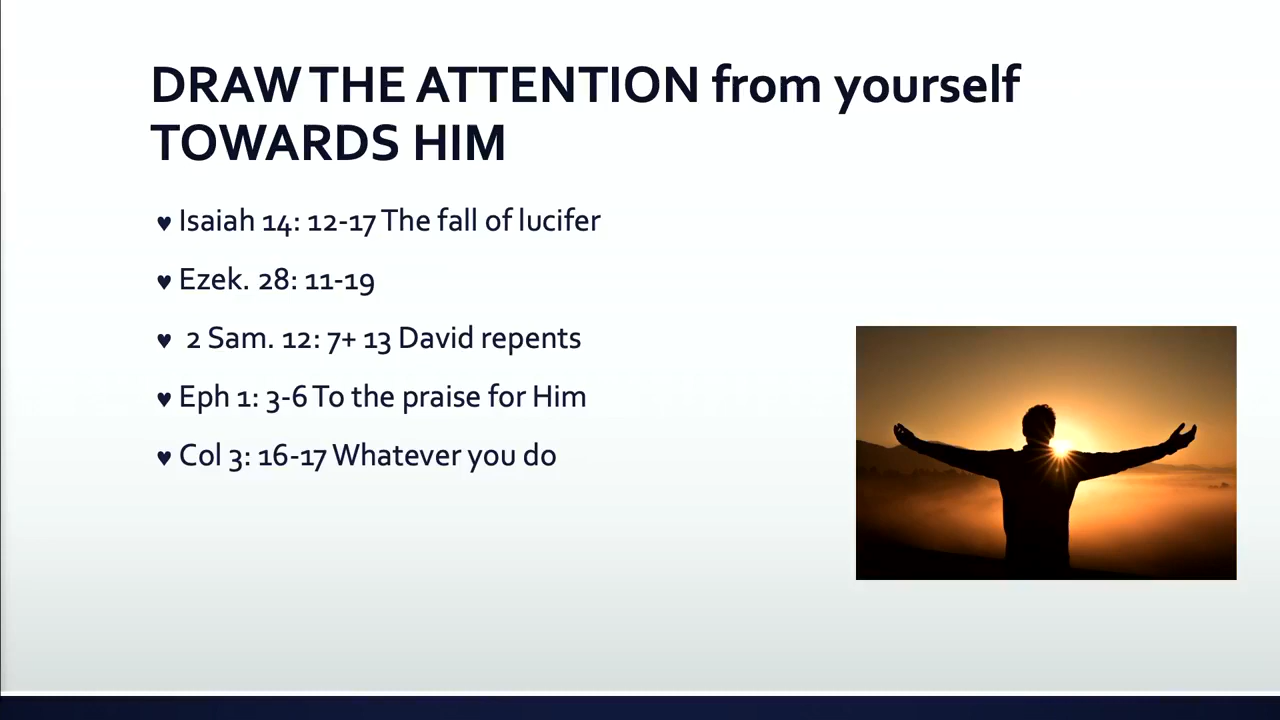 DRAW THE ATTENTION from yourself
TOWARDS HIM
♥ Isaiah 14: 12-17 The fall of lucifer
♥ Ezek. 28: 11-19
♥ 2 Sam. 12: 7+ 13 David repents
♥ Eph 1: 3-6 To the praise for Him
♥ Col 3: 16-17 Whatever you do